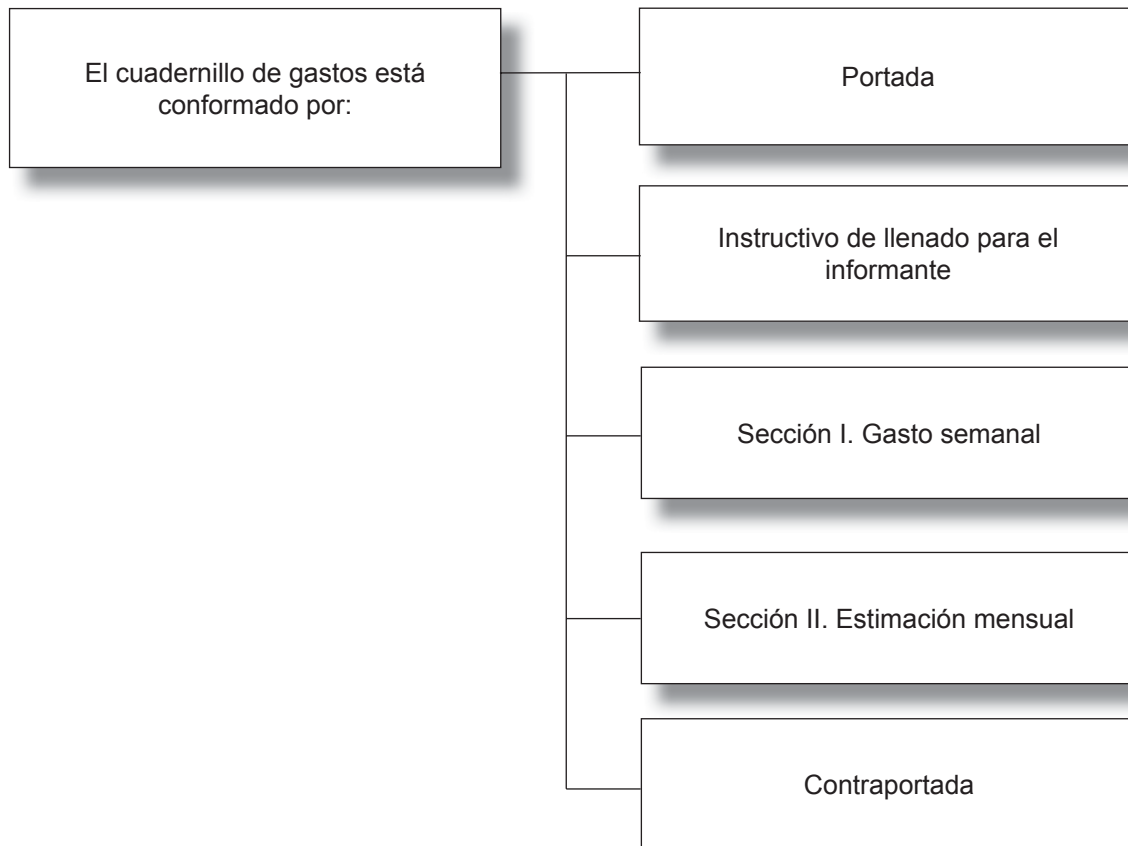 El cuadernillo de gastos está
conformado por:
Portada
Instructivo de llenado para el
informante
Sección I. Gasto semanal
Sección II. Estimación mensual
Contraportada